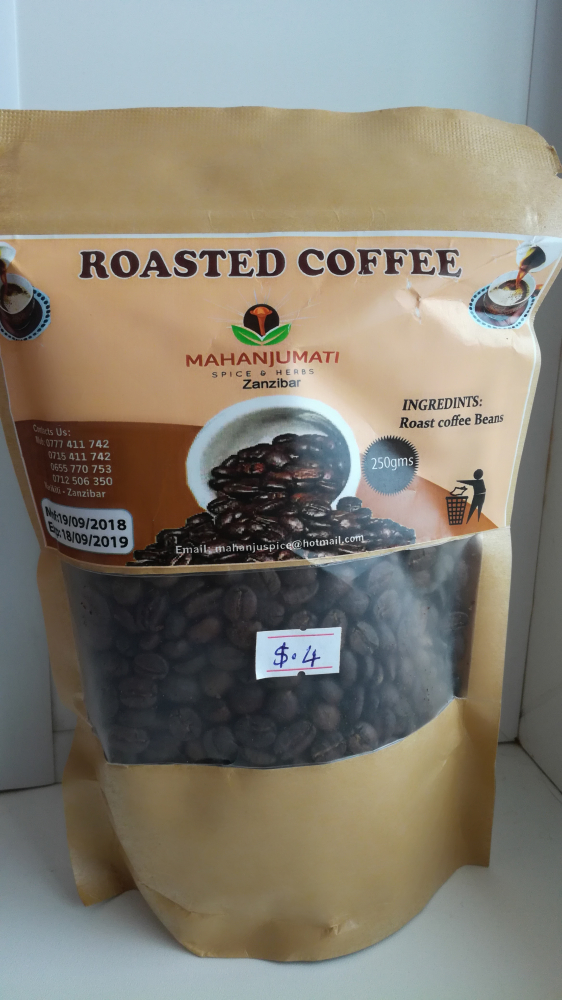 ROASTED COFFEE
MAHANJUMATI
SPICE & HERBS
Zanzibar
INGREDINTS:
Roast coffee Beans
250gms
Contacts Us:
0777 411 742
0715 411 742
0655 770 753
0712 506 350
- Zanzibar
Mnf:19/09/2018
Exp:18/09/2019
Email: mahanjuspice@hotmail.com
$.4